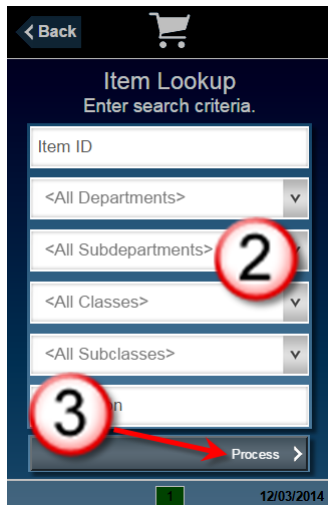 Back
Item Lookup
Enter search criteria.
Item ID
<All Departments>
<All Subdepartments>
2
<All Classes>
<All Subclasses>
3
Process
1
12/03/2014